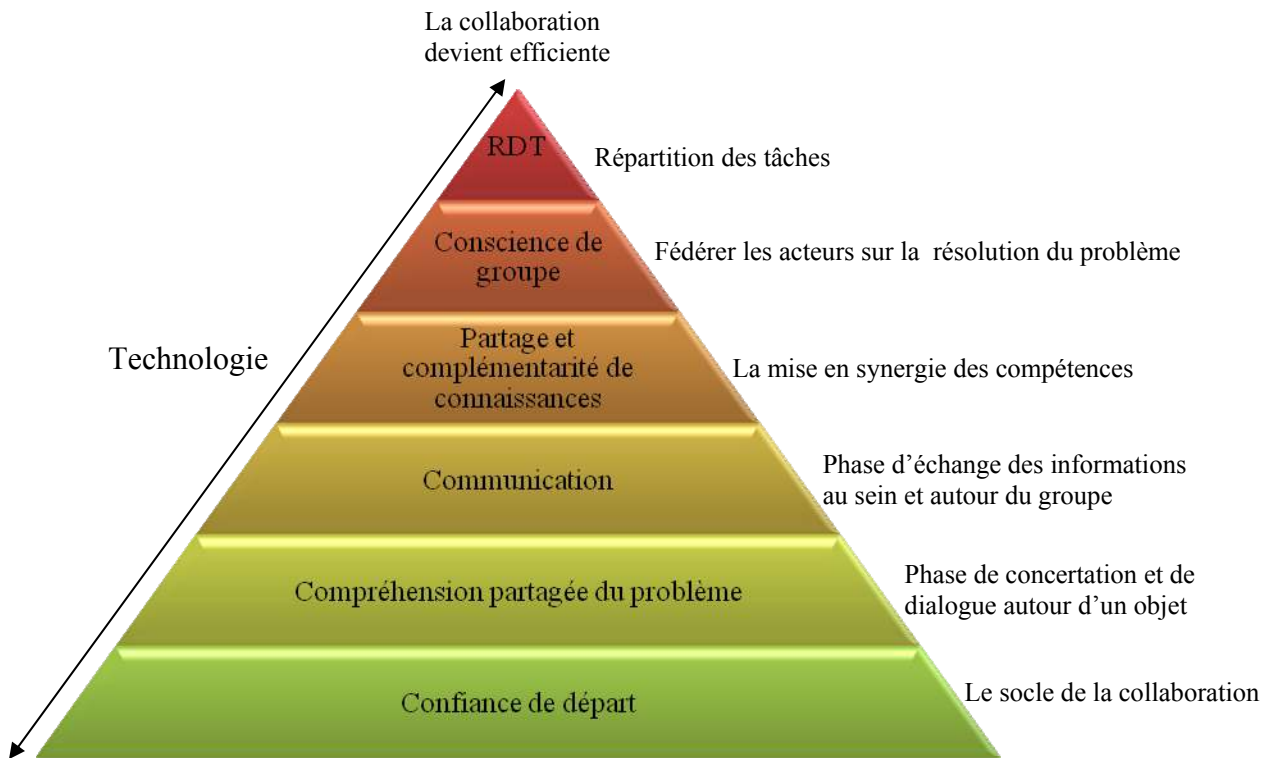 La collaboration
devient efficiente
RDT
Répartition des tâches
Conscience de
groupe
Fédérer les acteurs sur la résolution du problème
Technologie
Partage et
complémentarité de
connaissances
La mise en synergie des compétences
Communication
Phase d’échange des informations
au sein et autour du groupe
Compréhension partagée du problème
Phase de concertation et de
dialogue autour d’un objet
Confiance de départ
Le socle de la collaboration